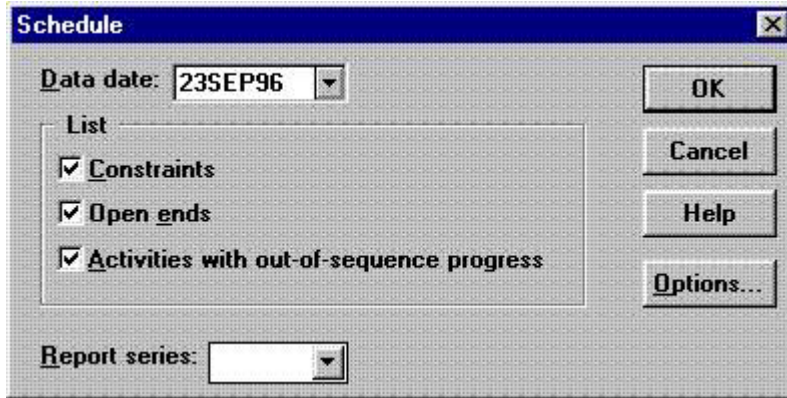 Schedule
Data date: 23SEP96
OK
List
Constraints
Cancel
Open ends
Help
Activities with out-of-sequence progress
Options...
Report series: